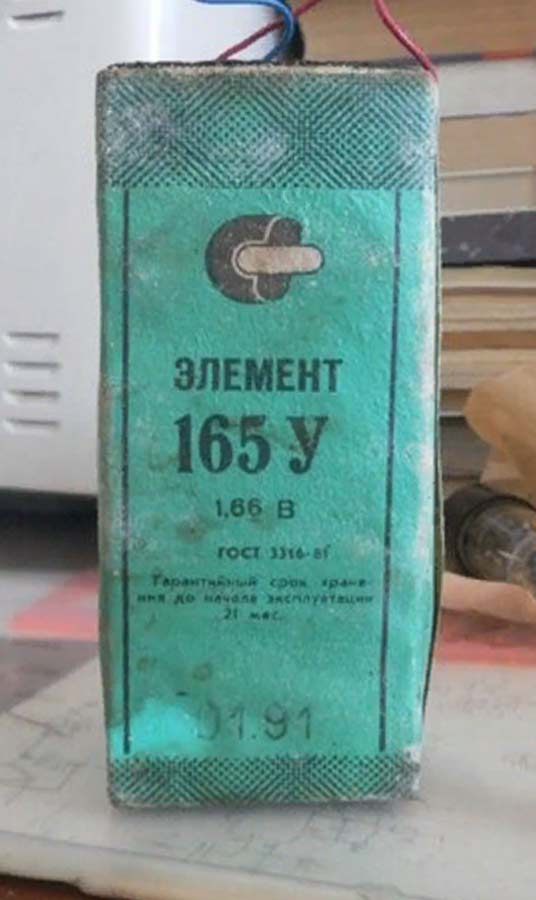 ЭЛЕМЕНТ
165 У
1,66 В
ГОСТ 3316-81
Гарантийный срок хране-
ния до начала эксплуатации
21 мес.
01.91